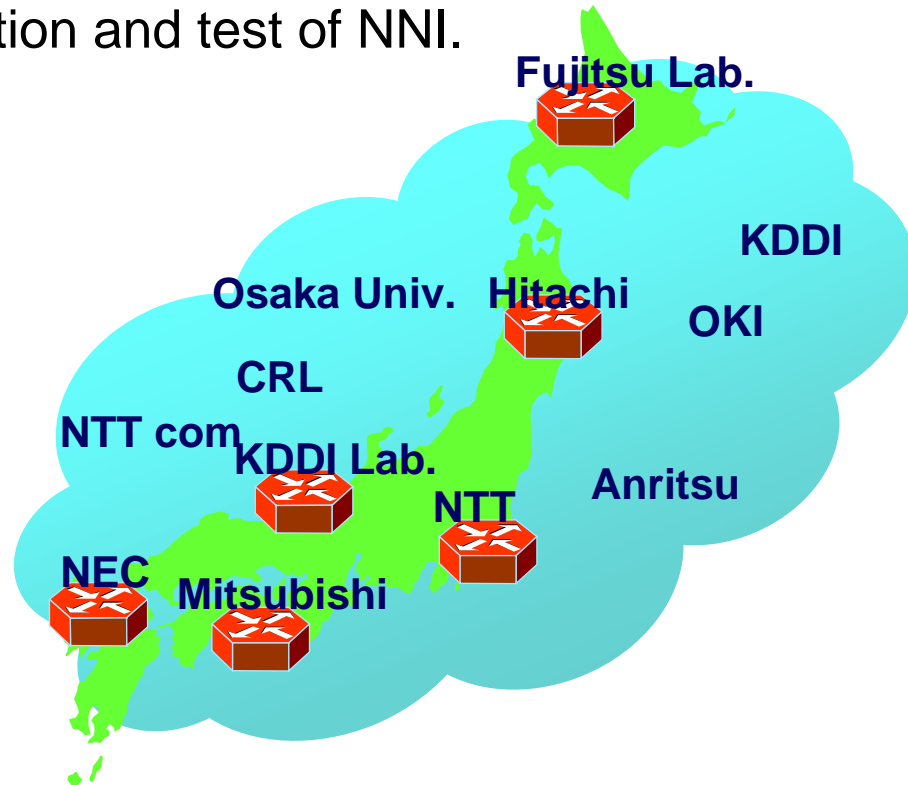 tion and test of NNI.
Fujitsu Lab.
KDDI
Osaka Univ.
Hitachi
OKI
CRL
NTT com
KDDI Lab.
Anritsu
NTT
NEC
Mitsubishi